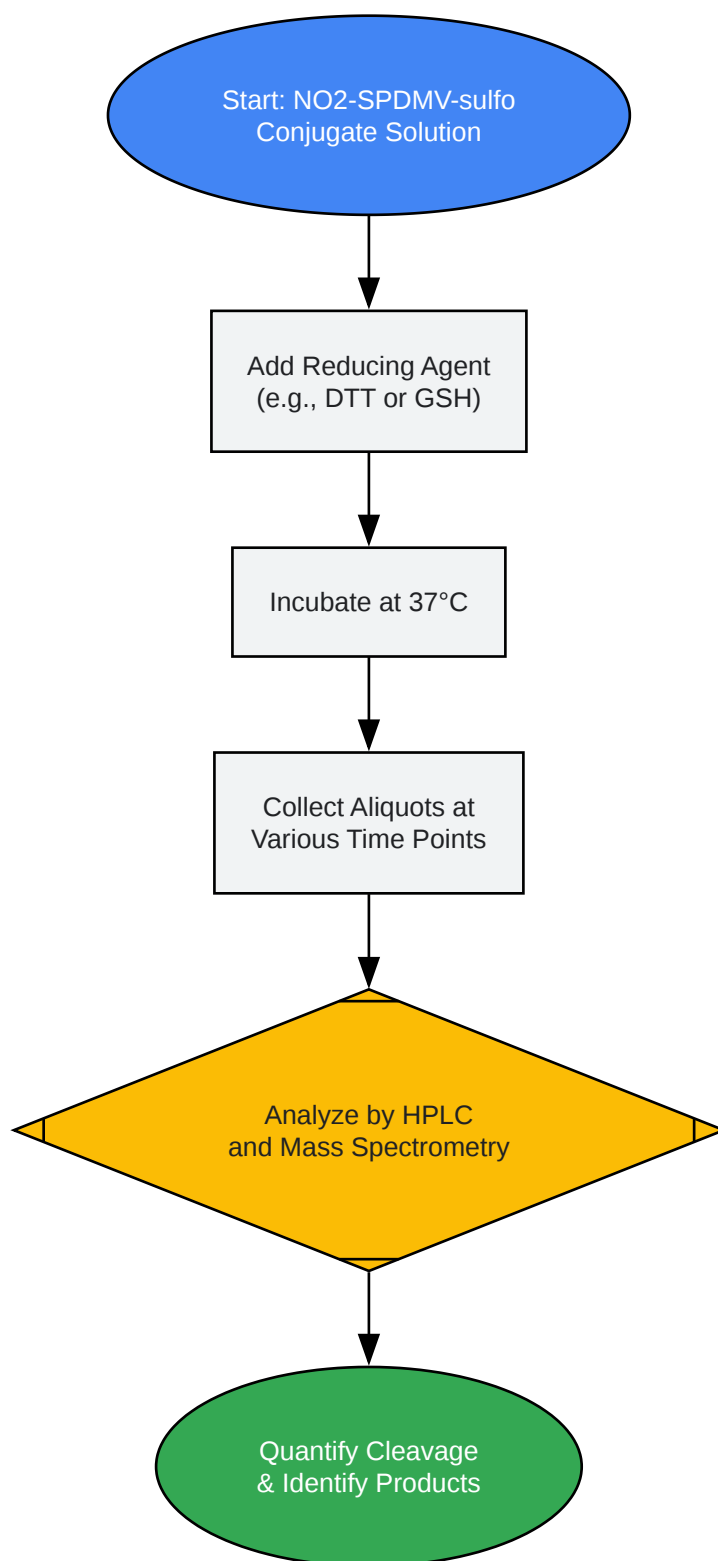 Start: NO2-SPDMV-sulfo
Conjugate Solution
Add Reducing Agent
(e.g., DTT or GSH)
Incubate at 37°C
Collect Aliquots at
Various Time Points
Analyze by HPLC
and Mass Spectrometry
Quantify Cleavage
& Identify Products